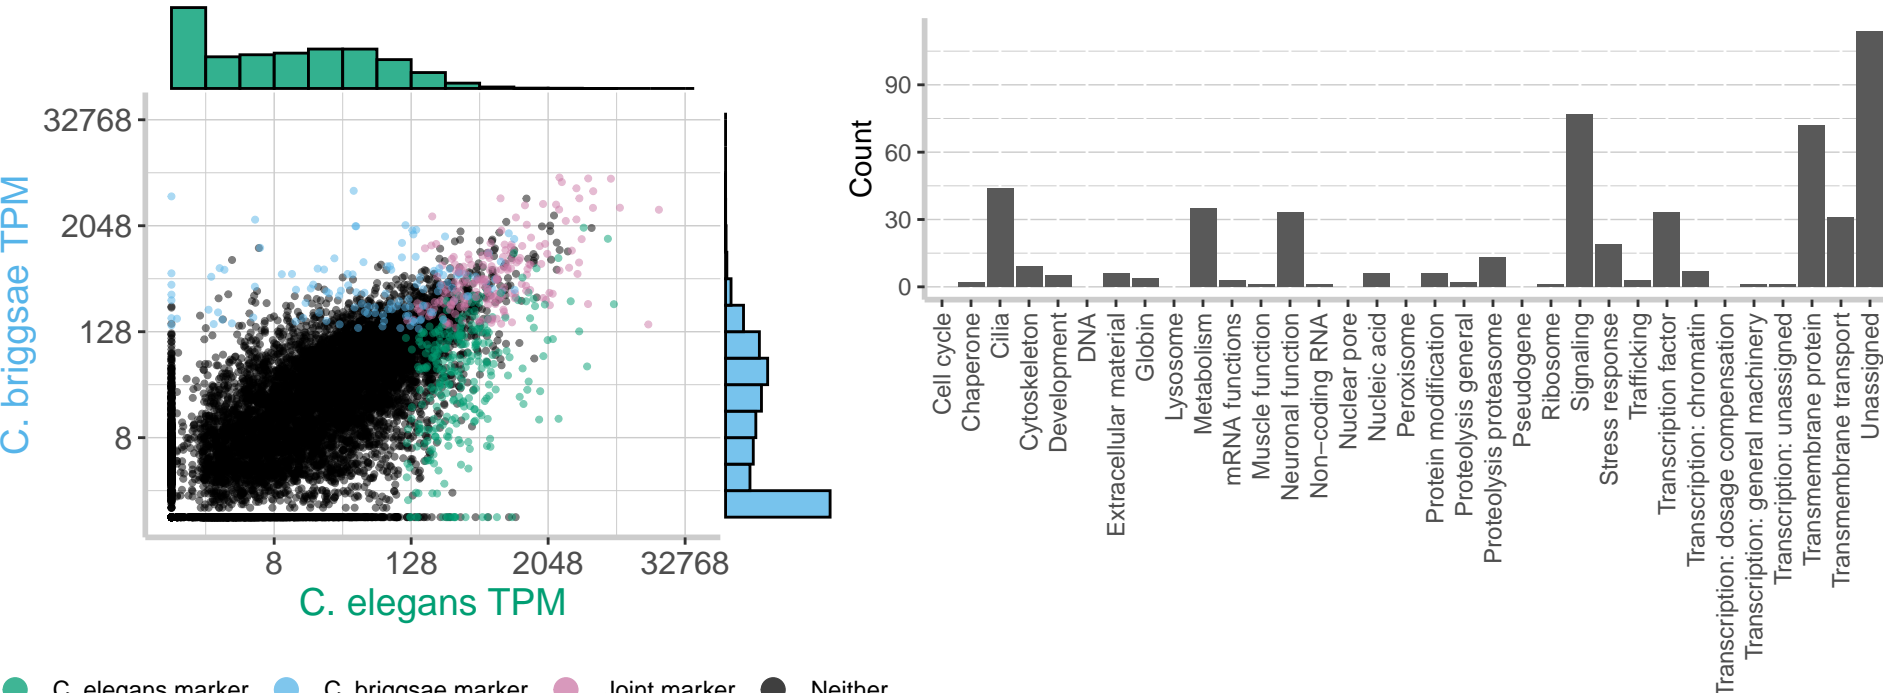 32768
2048
128
8
C. briggsae TPM
8
128
2048
32768
C. elegans TPM
C. elegans marker
C. briggsae marker
Joint marker
Neither
90
60
30
0
Count
Cell cycle
Chaperone
Cilia
Cytoskeleton
Development
DNA
Extracellular material
Globin
Lysosome
Metabolism
mRNA functions
Muscle function
Neuronal function
Non−coding RNA
Nuclear pore
Nucleic acid
Peroxisome
Protein modification
Proteolysis general
Proteolysis proteasome
Pseudogene
Ribosome
Signaling
Stress response
Trafficking
Transcription factor
Transcription: chromatin
Transcription: dosage compensation
Transcription: general machinery
Transcription: unassigned
Transmembrane protein
Transmembrane transport
Unassigned